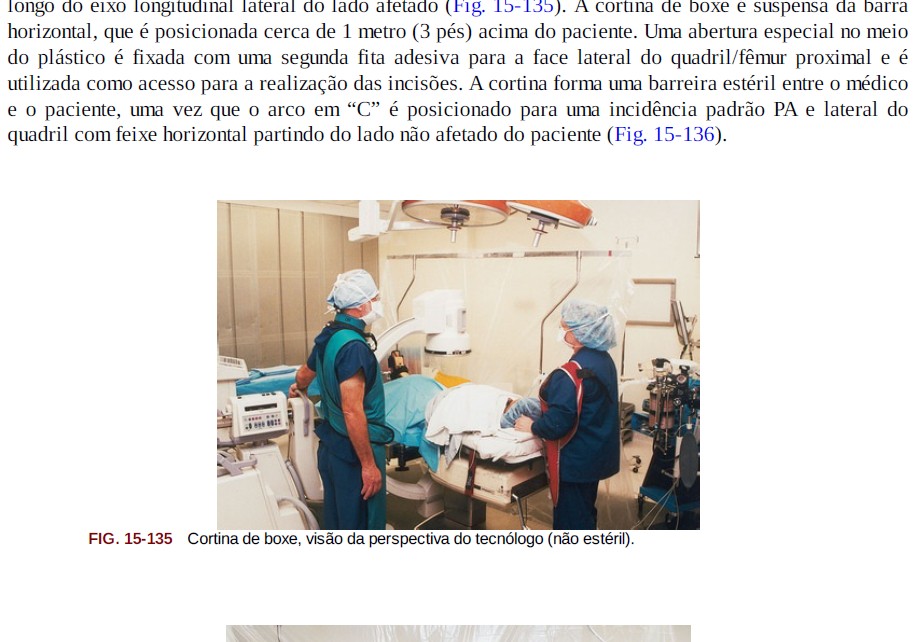 longo do eixo longitudinal lateral do lado afetado (Fig. 15-135). A cortina de boxe é suspensa da barra
horizontal, que é posicionada cerca de 1 metro (3 pés) acima do paciente. Uma abertura especial no meio
do plástico é fixada com uma segunda fita adesiva para a face lateral do quadril/fêmur proximal e é
utilizada como acesso para a realização das incisões. A cortina forma uma barreira estéril entre o médico
e o paciente, uma vez que o arco em “C” é posicionado para uma incidência padrão PA e lateral do
quadril com feixe horizontal partindo do lado não afetado do paciente (Fig. 15-136).
FIG. 15-135 Cortina de boxe, visão da perspectiva do tecnólogo (não estéril).